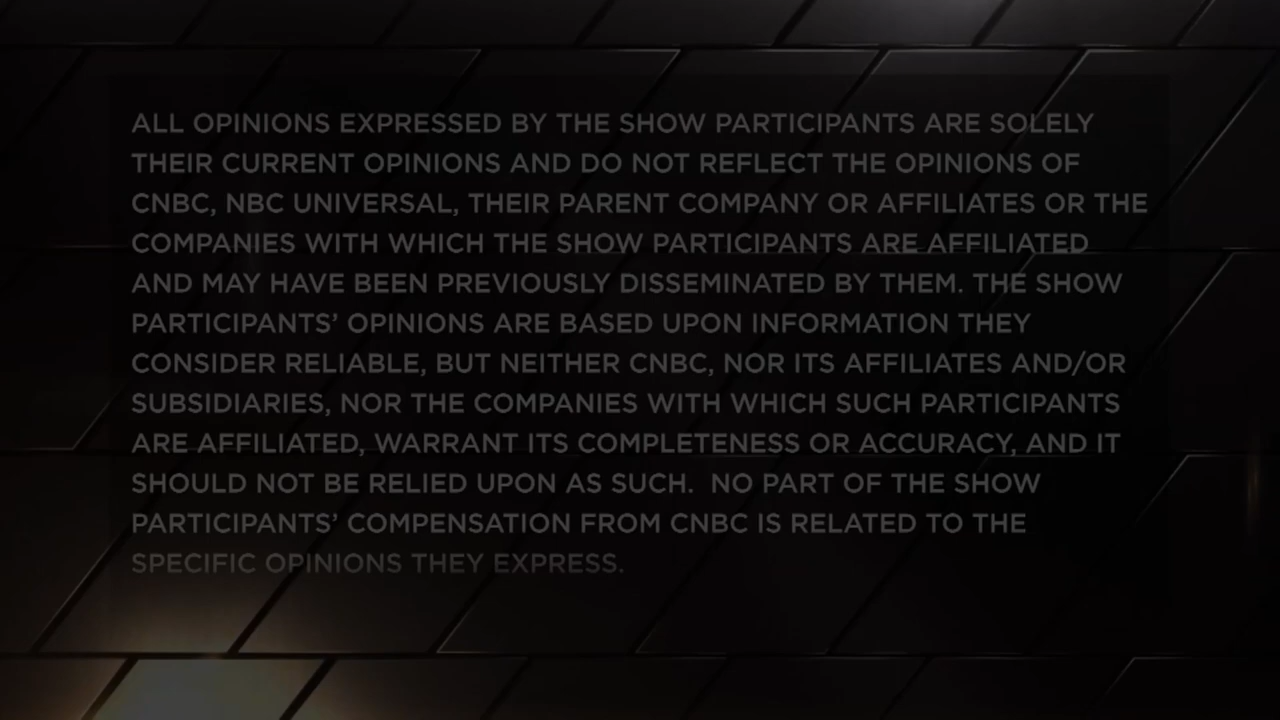 ALL OPINIONS EXPRESSED BY THE SHOW PARTICIPANTS ARE SOLELY
THEIR CURRENT OPINIONS AND DO NOT REFLECT THE OPINIONS OF
CNBC, NBC UNIVERSAL, THEIR PARENT COMPANY OR AFFILIATES OR THE
COMPANIES WITH WHICH THE SHOW PARTICIPANTS ARE AFFILIATED
AND MAY HAVE BEEN PREVIOUSLY DISSEMINATED BY THEM. THE SHOW
PARTICIPANTS’ OPINIONS ARE BASED UPON INFORMATION THEY
CONSIDER RELIABLE, BUT NEITHER CNBC, NOR ITS AFFILIATES AND/OR
SUBSIDIARIES, NOR THE COMPANIES WITH WHICH SUCH PARTICIPANTS
ARE AFFILIATED, WARRANT ITS COMPLETENESS OR ACCURACY, AND IT
SHOULD NOT BE RELIED UPON AS SUCH.  NO PART OF THE SHOW
PARTICIPANTS’ COMPENSATION FROM CNBC IS RELATED TO THE
SPECIFIC OPINIONS THEY EXPRESS.